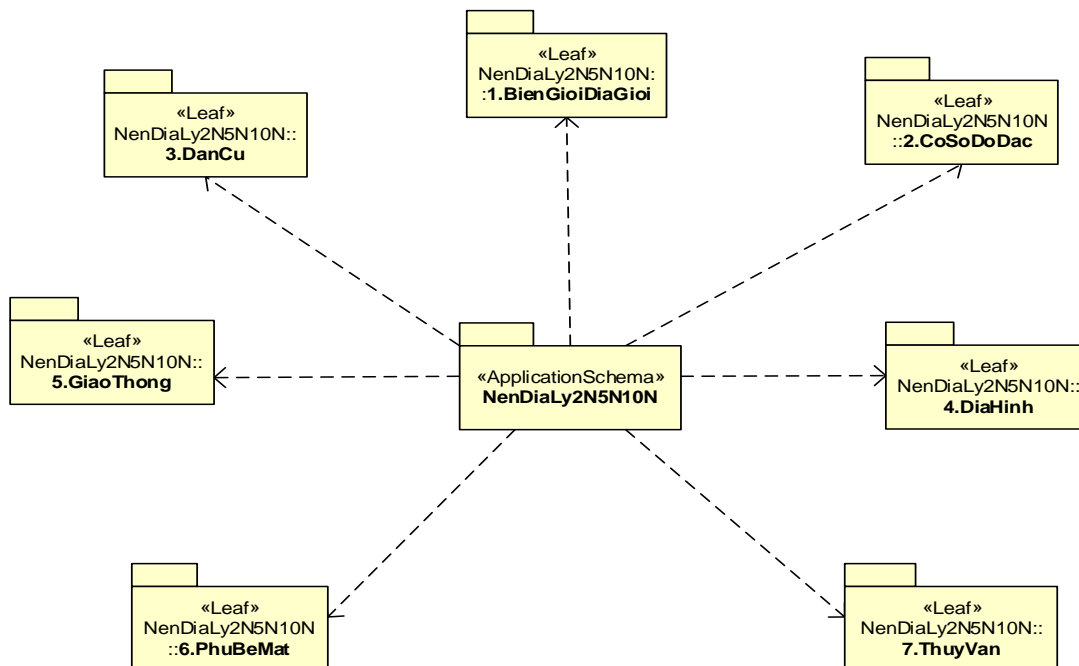 «Leaf»
NenDiaLy2N5N10N:
:1.BienGioiDiaGioi
«Leaf»
NenDiaLy2N5N10N::
3.DanCu
«Leaf»
NenDiaLy2N5N10N
::2.CoSoDoDac
«Leaf»
NenDiaLy2N5N10N::
5.GiaoThong
«ApplicationSchema»
NenDiaLy2N5N10N
«Leaf»
NenDiaLy2N5N10N::
4.DiaHinh
«Leaf»
NenDiaLy2N5N10N
::6.PhuBeMat
«Leaf»
NenDiaLy2N5N10N::
7.ThuyVan